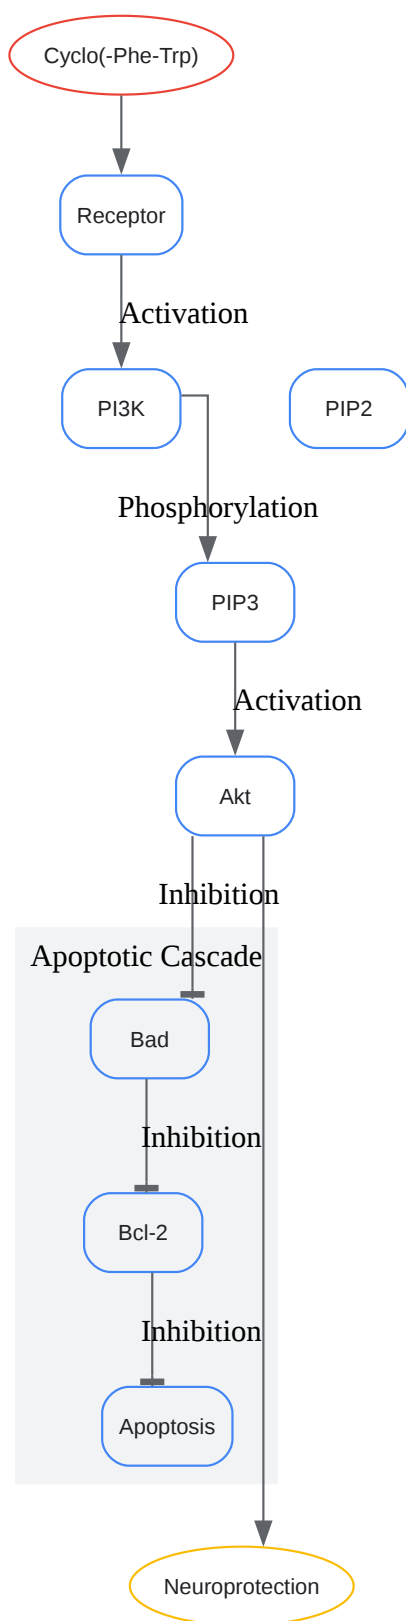 Cyclo(-Phe-Trp)
Receptor
Activation
PI3K
PIP2
Phosphorylation
PIP3
Activation
Akt
Inhibition
Apoptotic Cascade
Bad
Inhibition
Bcl-2
Inhibition
Apoptosis
Neuroprotection